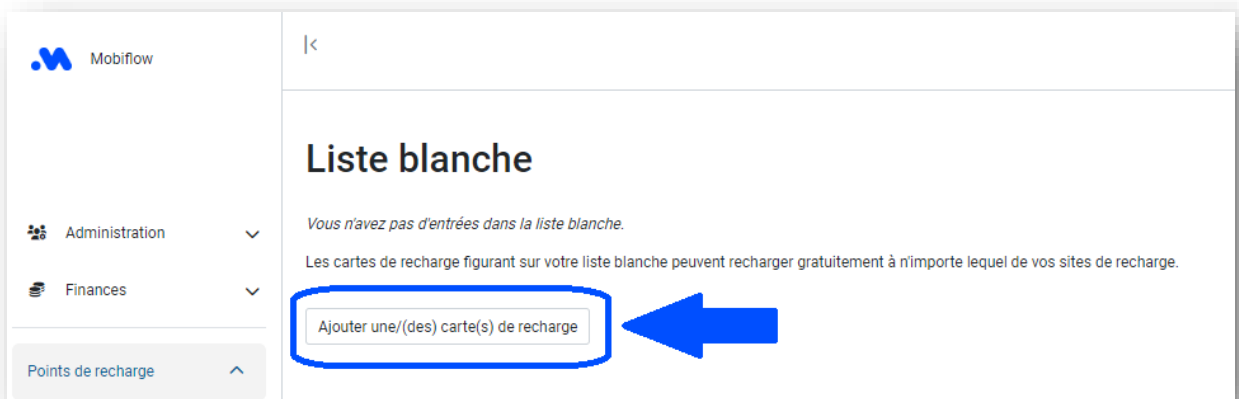 Mobiflow
Administration
Finances
Points de recharge
Liste blanche
Vous n'avez pas d'entrées dans la liste blanche.
Les cartes de recharge figurant sur votre liste blanche peuvent recharger gratuitement à n'importe lequel de vos sites de recharge.
Ajouter une/(des) carte(s) de recharge